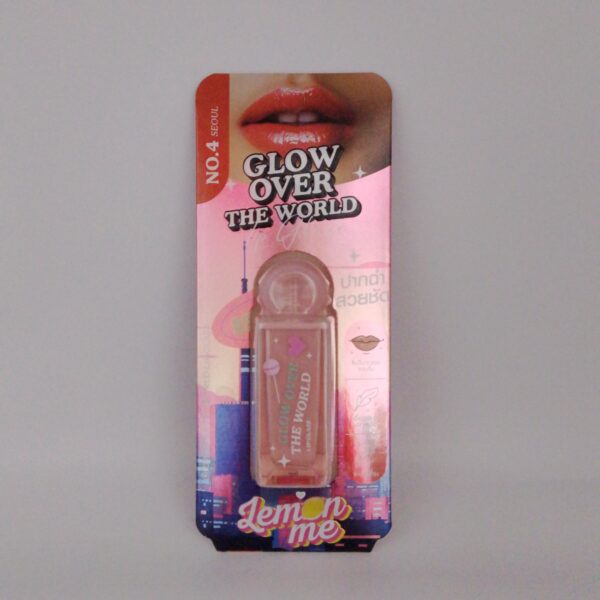 NO.4 SEOUL
GLOW
OVER
THE WORLD
ปากฉ่ำ
สวยชัด
GLOW OVER
THE WORLD
LIPGLOSS
Lemon
me